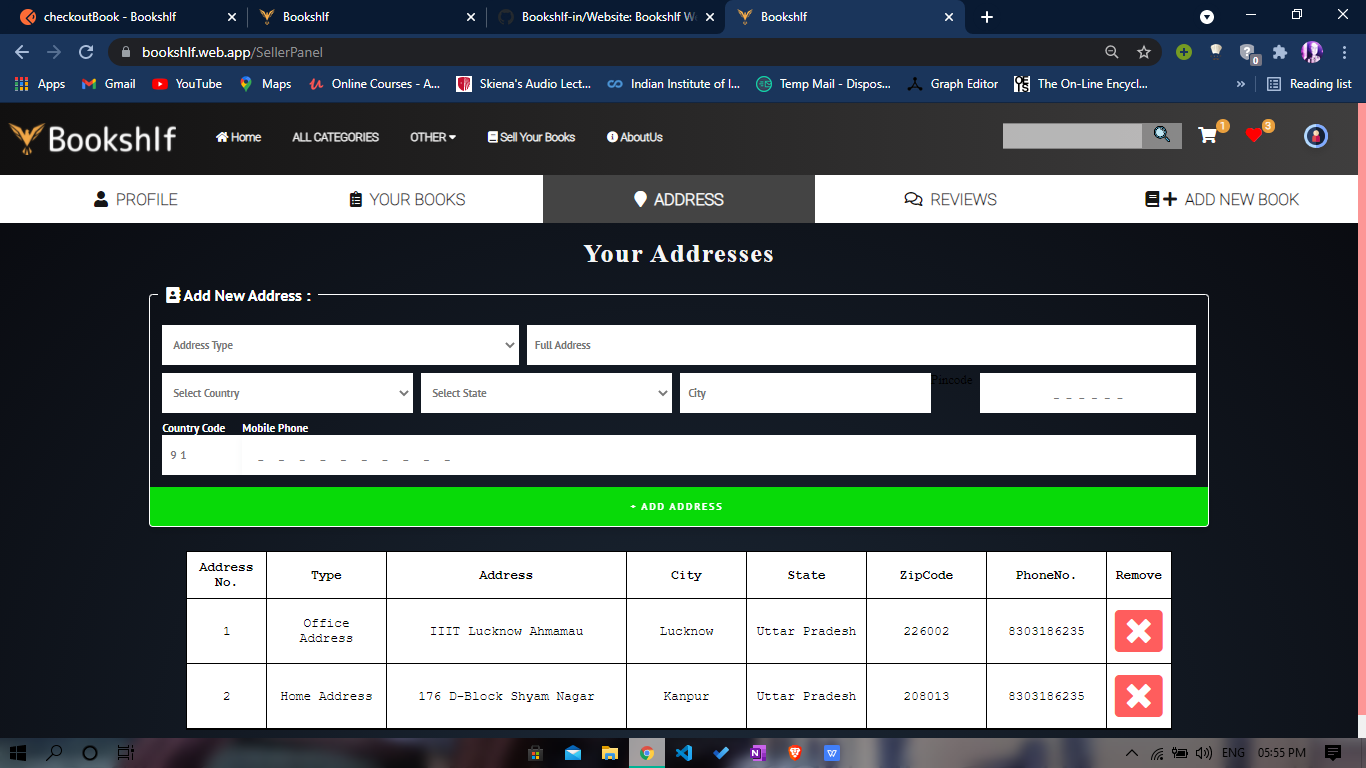 checkoutBook - Bookshlf
Bookshlf
Bookshlf-in/Website: Bookshlf W
Bookshlf
bookshlf.web.app/SellerPanel
0
Apps
Gmail
YouTube
Maps
Online Courses - A...
Skiena's Audio Lect...
Indian Institute of I...
Temp Mail - Dispos...
Graph Editor
OEIS The On-Line Encycl...
»
Reading list
Bookshlf
Home
ALL CATEGORIES
OTHER
Sell Your Books
AboutUs
1
3
PROFILE
YOUR BOOKS
ADDRESS
REVIEWS
ADD NEW BOOK
Your Addresses
Add New Address :
Address Type
Full Address
Select Country
Select State
City
Pincode
_ _ _ _ _ _
Country Code
Mobile Phone
9 1
_ _ _ _ _ _ _ _ _ _
+ ADD ADDRESS
Address No. Type Address City State ZipCode PhoneNo. Remove
1 Office Address IIIT Lucknow Ahmamau Lucknow Uttar Pradesh 226002 8303186235
2 Home Address 176 D-Block Shyam Nagar Kanpur Uttar Pradesh 208013 8303186235
ENG
05:55 PM